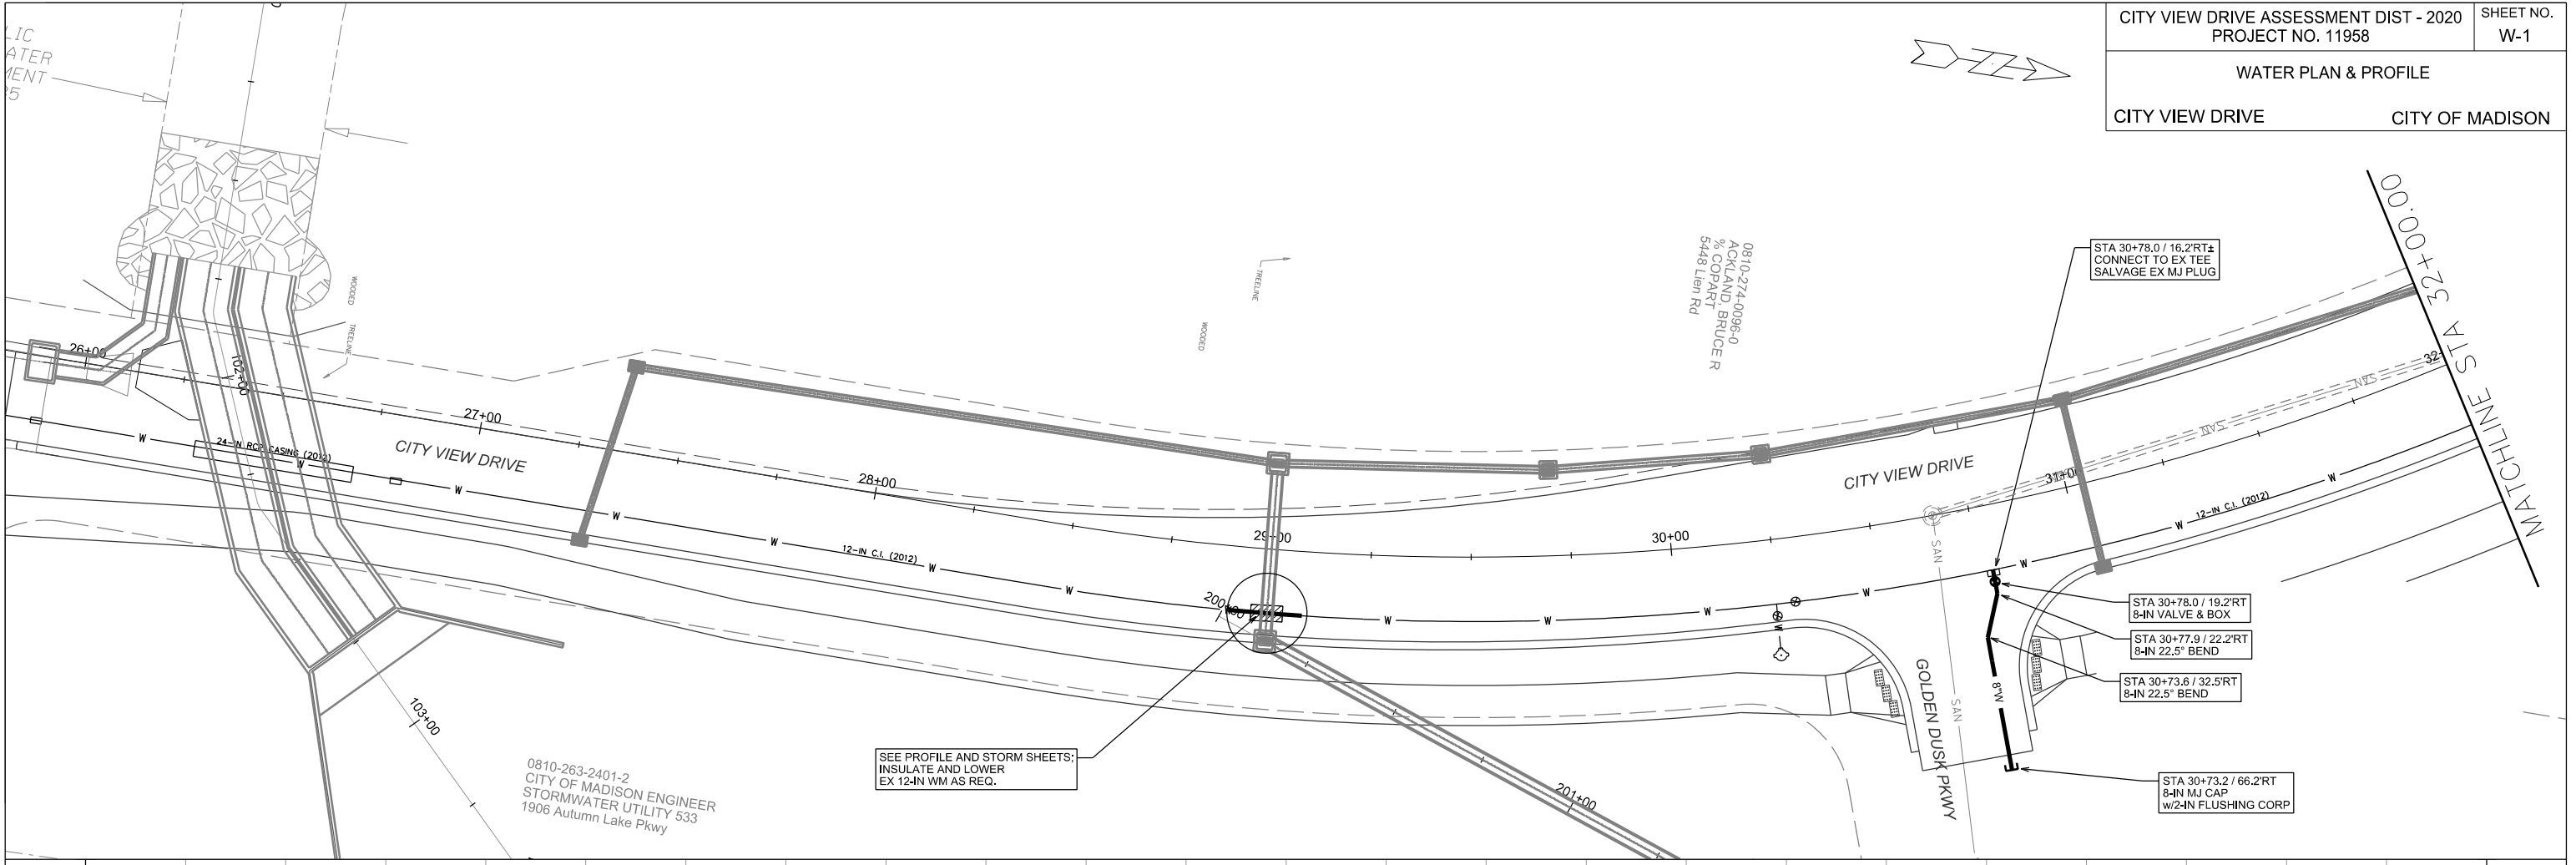 CITY VIEW DRIVE ASSESSMENT DIST - 2020
PROJECT NO. 11958
SHEET NO.
W-1
WATER PLAN & PROFILE
CITY VIEW DRIVE
CITY OF MADISON
26+00
102+00
WOODED
TREELINE
24-IN RCP CASING (2012)
W
W
W
27+00
CITY VIEW DRIVE
28+00
W
W
12-IN C.I. (2012)
W
W
TREELINE
WOODED
29+00
200+00
0810-274-0096-0
ACKLAND, BRUCE R
% COPART
5448 Lien Rd
30+00
W
W
W
W
W
CITY VIEW DRIVE
31+00
SAN
SAN
SAN
SAN
W
W
12-IN C.I. (2012)
W
MATCHLINE STA 32+00.00
STA 30+78.0 / 16.2'RT±
CONNECT TO EX TEE
SALVAGE EX MJ PLUG
STA 30+78.0 / 19.2'RT
8-IN VALVE & BOX
STA 30+77.9 / 22.2'RT
8-IN 22.5° BEND
STA 30+73.6 / 32.5'RT
8-IN 22.5° BEND
8"W
GOLDEN DUSK PKWY
STA 30+73.2 / 66.2'RT
8-IN MJ CAP
w/2-IN FLUSHING CORP
SEE PROFILE AND STORM SHEETS;
INSULATE AND LOWER
EX 12-IN WM AS REQ.
103+00
201+00
0810-263-2401-2
CITY OF MADISON ENGINEER
STORMWATER UTILITY 533
1906 Autumn Lake Pkwy